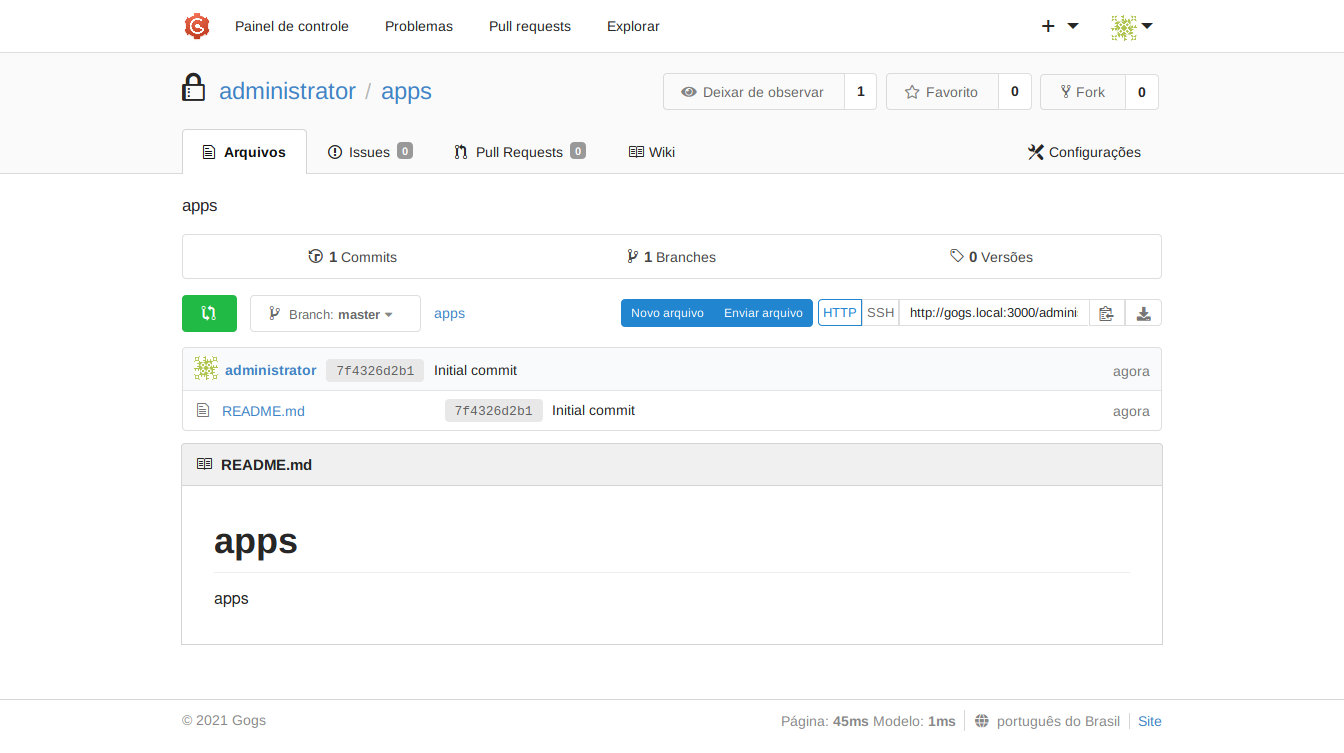 Painel de controle Problemas Pull requests Explorar
administrator / apps Deixar de observar 1 Favorito 0 Fork 0
Arquivos Issues 0 Pull Requests 0 Wiki Configurações
apps
1 Commits 1 Branches 0 Versões
Branch: master apps Novo arquivo Enviar arquivo HTTP SSH http://gogs.local:3000/admini
administrator 7f4326d2b1 Initial commit agora
README.md 7f4326d2b1 Initial commit agora
README.md
apps
apps
© 2021 Gogs Página: 45ms Modelo: 1ms português do Brasil Site